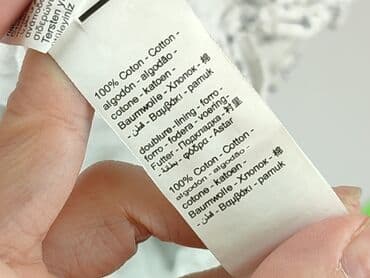 Tersten
100% Coton - Cotton -
algodón - algodão -
cotone - katoen -
Baumwolle - Хлопок - 棉
- قطن - Βαμβάκι - pamuk
doublure - lining - forro -
forro - fodera - voering -
Futter - Подкладка - 衬里
- φόδρα - Astar
100% Coton - Cotton -
algodón - algodão -
cotone - katoen -
Baumwolle - Хлопок - 棉
- قطن - Βαμβάκι - pamuk